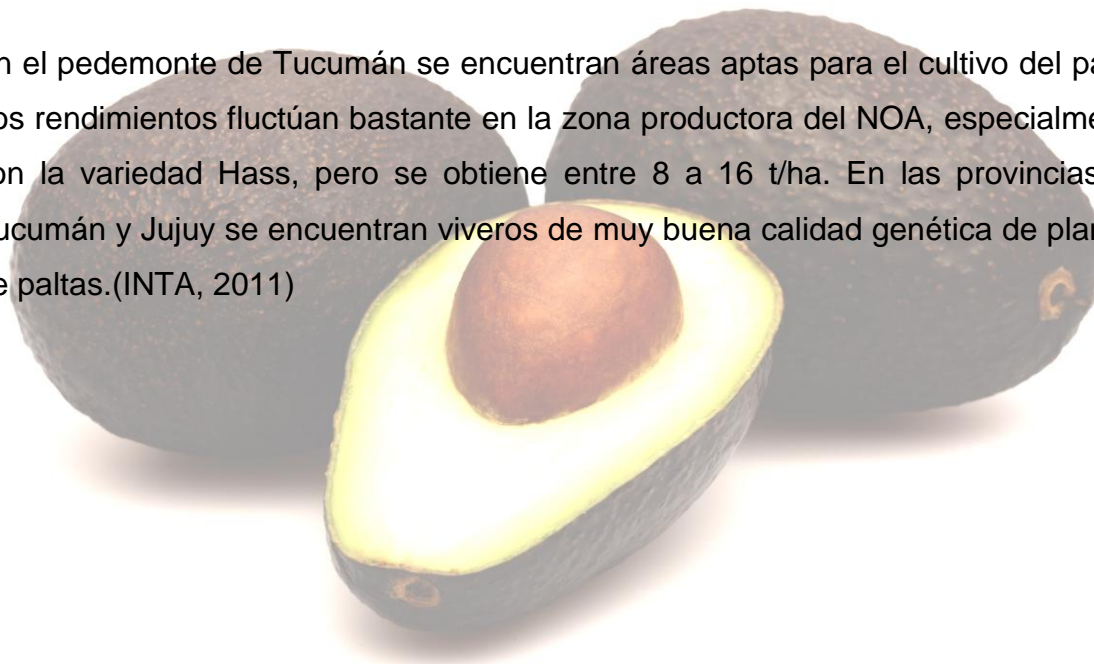 n el pedemonte de Tucumán se encuentran áreas aptas para el cultivo del pa
os rendimientos fluctúan bastante en la zona productora del NOA, especialme
on la variedad Hass, pero se obtiene entre 8 a 16 t/ha. En las provincias
ucumán y Jujuy se encuentran viveros de muy buena calidad genética de plan
e paltas.(INTA, 2011)